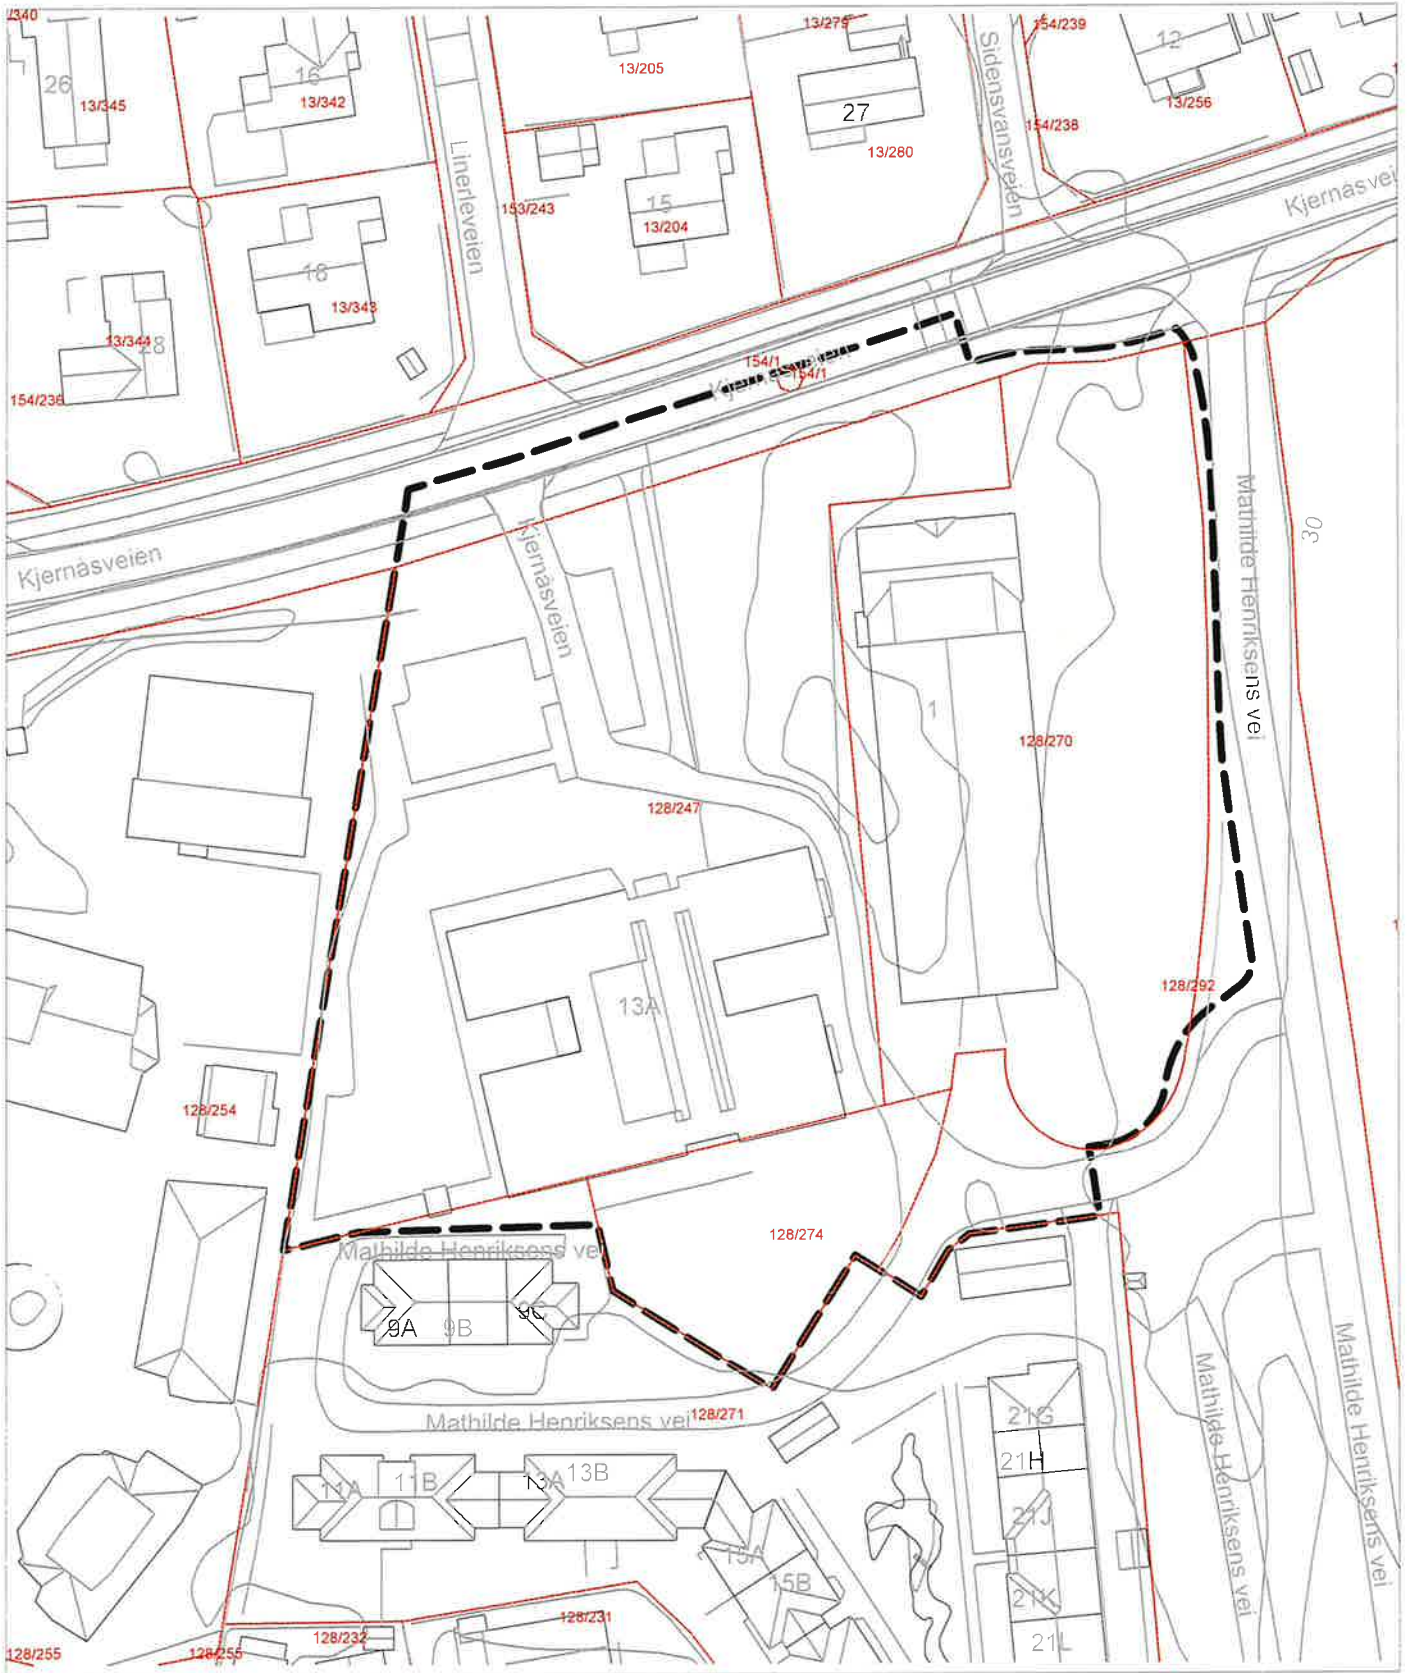 /340
13/279
154/239
12
26
13/345
16
13/342
13/205
27
13/256
154/238
13/280
Sidensvansveien
Linerleveien
Kjernåsvei
153/243
15
13/204
18
13/343
13/344
28
154/236
154/1
154/1
Kjernåsveien
Kjernåsveien
Kjernåsveien
Mathilde Henriksens vei
30
1
1
128/270
128/247
128/292
13A
128/254
128/274
Mathilde Henriksens vei
9A
9B
9C
128/271
Mathilde Henriksens vei
Mathilde Henriksens vei
Mathilde Henriksens vei
21G
21H
21J
21K
21L
11A
11B
13A
13B
15A
15B
128/231
128/232
128/255
128/255